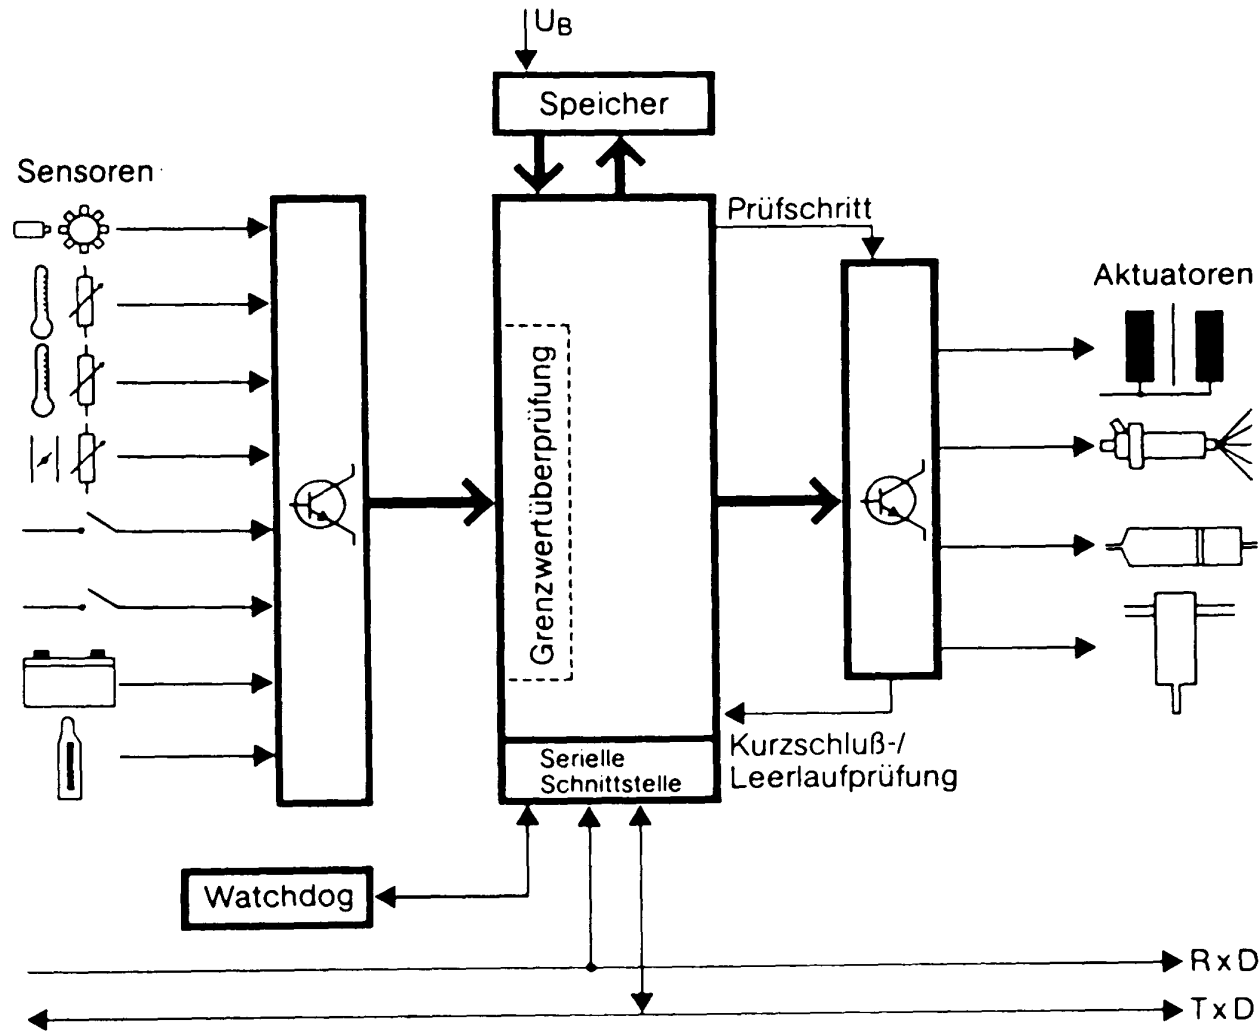 U_B
Speicher
Sensoren
Prüfschritt
Aktuatoren
Grenzwertüberprüfung
Kurzschluß-/
Leerlaufprüfung
Serielle
Schnittstelle
Watchdog
RxD
TxD